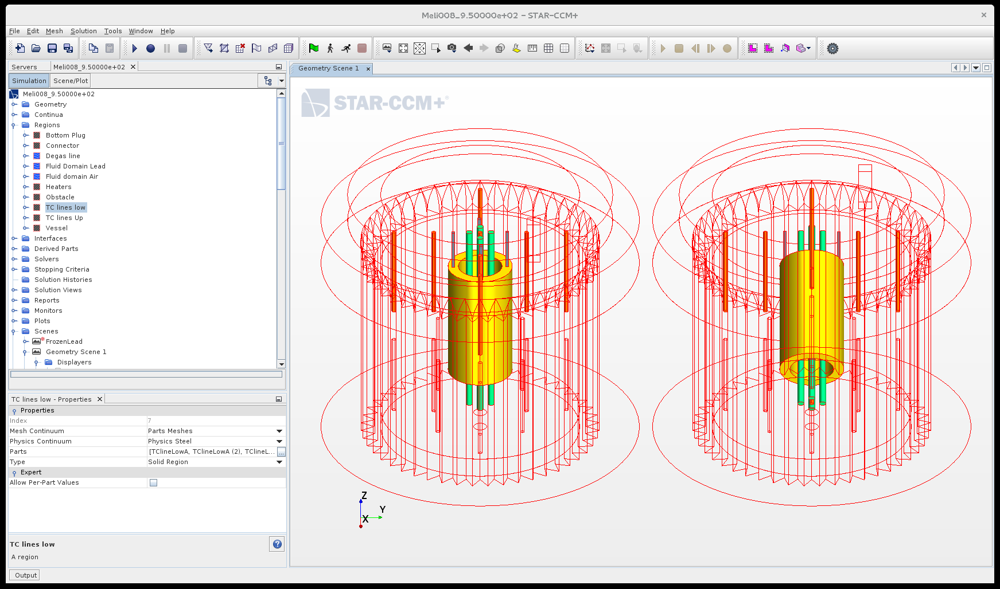 Meli008_9.50000e+02 - STAR-CCM+
File Edit Mesh Solution Tools Window Help
Servers
Meli008_9.50000e+02
Simulation
Scene/Plot
Meli008_9.50000e+02
Geometry
Continua
Regions
Bottom Plug
Connector
Degas line
Fluid Domain Lead
Fluid domain Air
Heaters
Obstacle
TC lines low
TC lines Up
Vessel
Interfaces
Derived Parts
Solvers
Stopping Criteria
Solution Histories
Solution Views
Reports
Monitors
Plots
Scenes
FrozenLead
Geometry Scene 1
Displayers
TC lines low - Properties
Properties
Index 7
Mesh Continuum Parts Meshes
Physics Continuum Physics Steel
Parts [TClineLowA, TClineLowA (2), TClineL...
Type Solid Region
Expert
Allow Per-Part Values
TC lines low
A region
Output
Geometry Scene 1
STAR-CCM+®
Z
Y
X